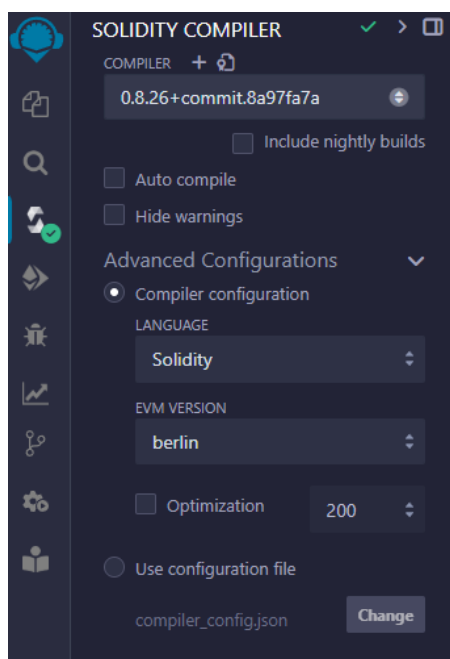 SOLIDITY COMPILER
COMPILER
0.8.26+commit.8a97fa7a
Include nightly builds
Auto compile
Hide warnings
Advanced Configurations
Compiler configuration
LANGUAGE
Solidity
EVM VERSION
berlin
Optimization 200
Use configuration file
compiler_config.json Change